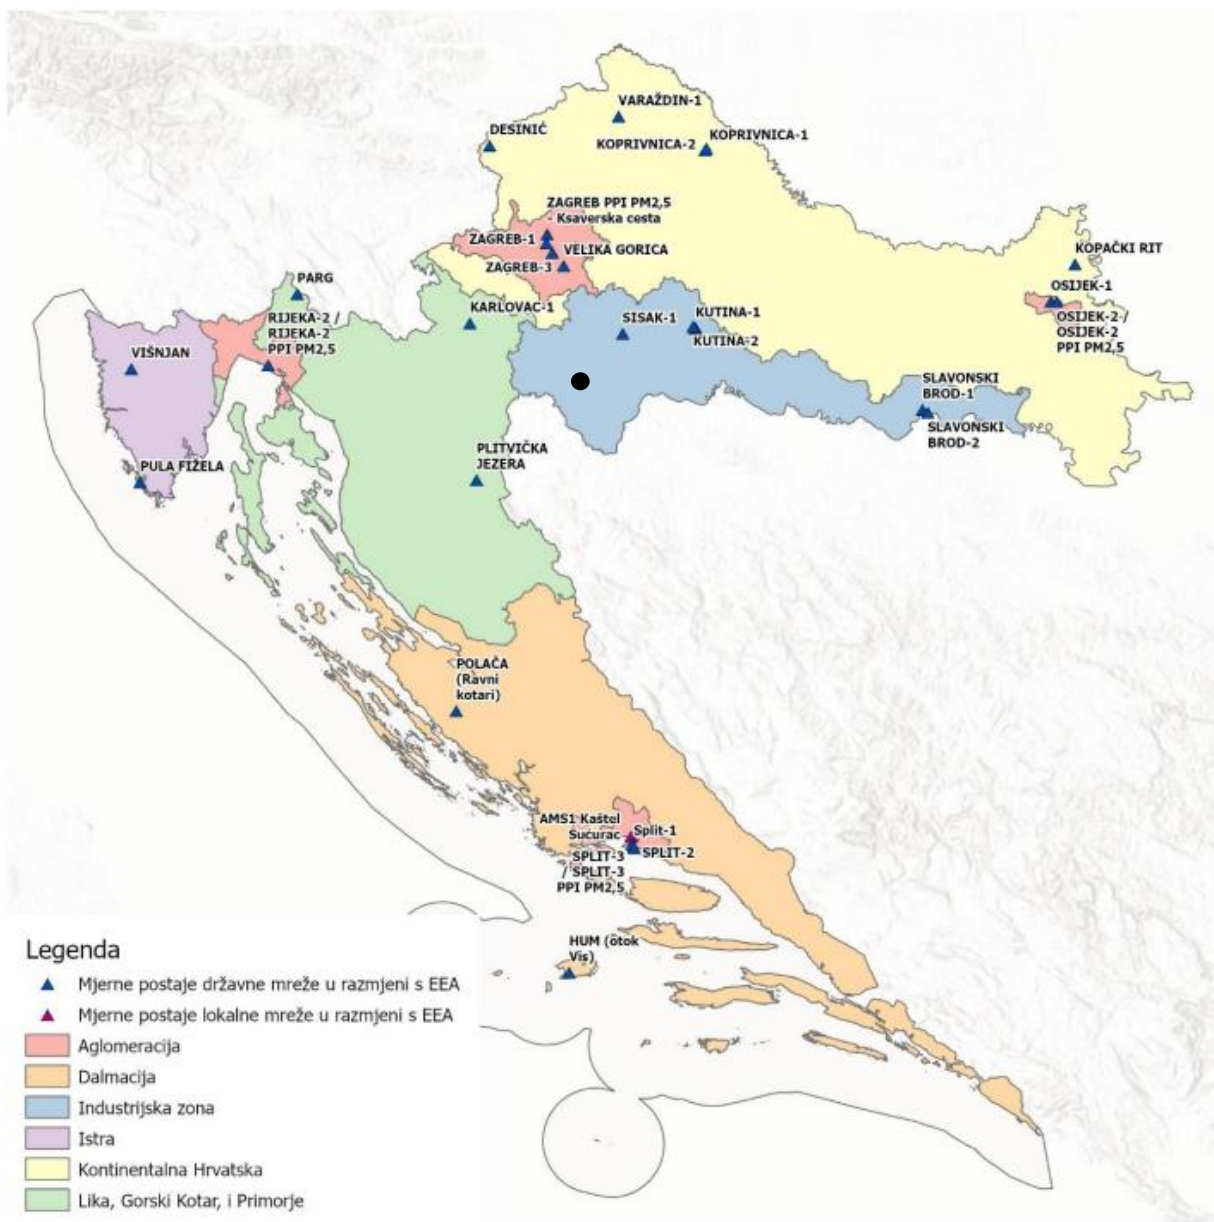 VARAŽDIN-1
DESINIĆ
KOPRIVNICA-1
KOPRIVNICA-2
ZAGREB PPI PM2,5
- Ksaverska cesta
ZAGREB-1
VELIKA GORICA
ZAGREB-3
KOPAČKI RIT
OSIJEK-1
OSIJEK-2 /
OSIJEK-2
PPI PM2,5
PARG
KARLOVAC-1
RIJEKA-2 /
RIJEKA-2
PPI PM2,5
SISAK-1
KUTINA-1
KUTINA-2
VIŠNJAN
SLAVONSKI
BROD-1
SLAVONSKI
BROD-2
PULA FIŽELA
PLITVIČKA
JEZERA
POLAČA
(Ravni
kotari)
AMS1 Kaštel
Sućurac
Split-1
SPLIT-2
SPLIT-3
/ SPLIT-3
PPI PM2,5
HUM (otok
Vis)
Legenda
Mjerne postaje državne mreže u razmjeni s EEA
Mjerne postaje lokalne mreže u razmjeni s EEA
Aglomeracija
Dalmacija
Industrijska zona
Istra
Kontinentalna Hrvatska
Lika, Gorski Kotar, i Primorje